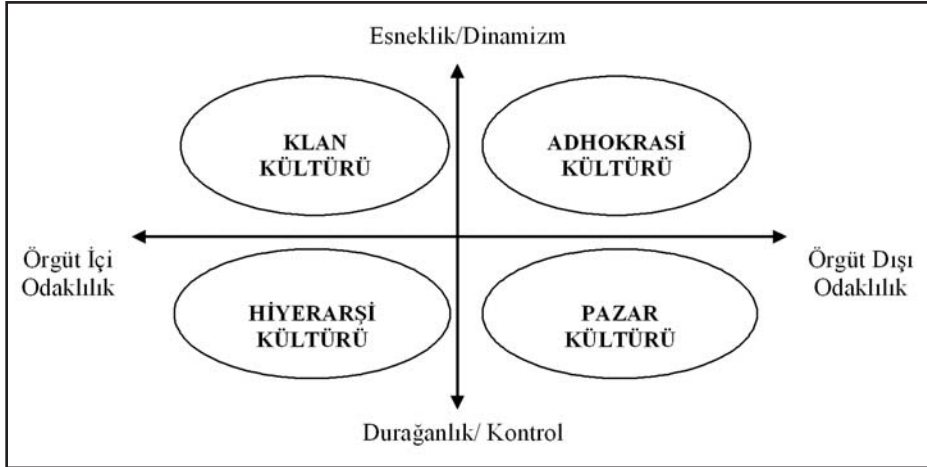 Esneklik/Dinamizm
KLAN
KÜLTÜRÜ
ADHOKRASİ
KÜLTÜRÜ
Örgüt İçi
Odaklılık
Örgüt Dışı
Odaklılık
HİYERARŞİ
KÜLTÜRÜ
PAZAR
KÜLTÜRÜ
Durağanlık/ Kontrol